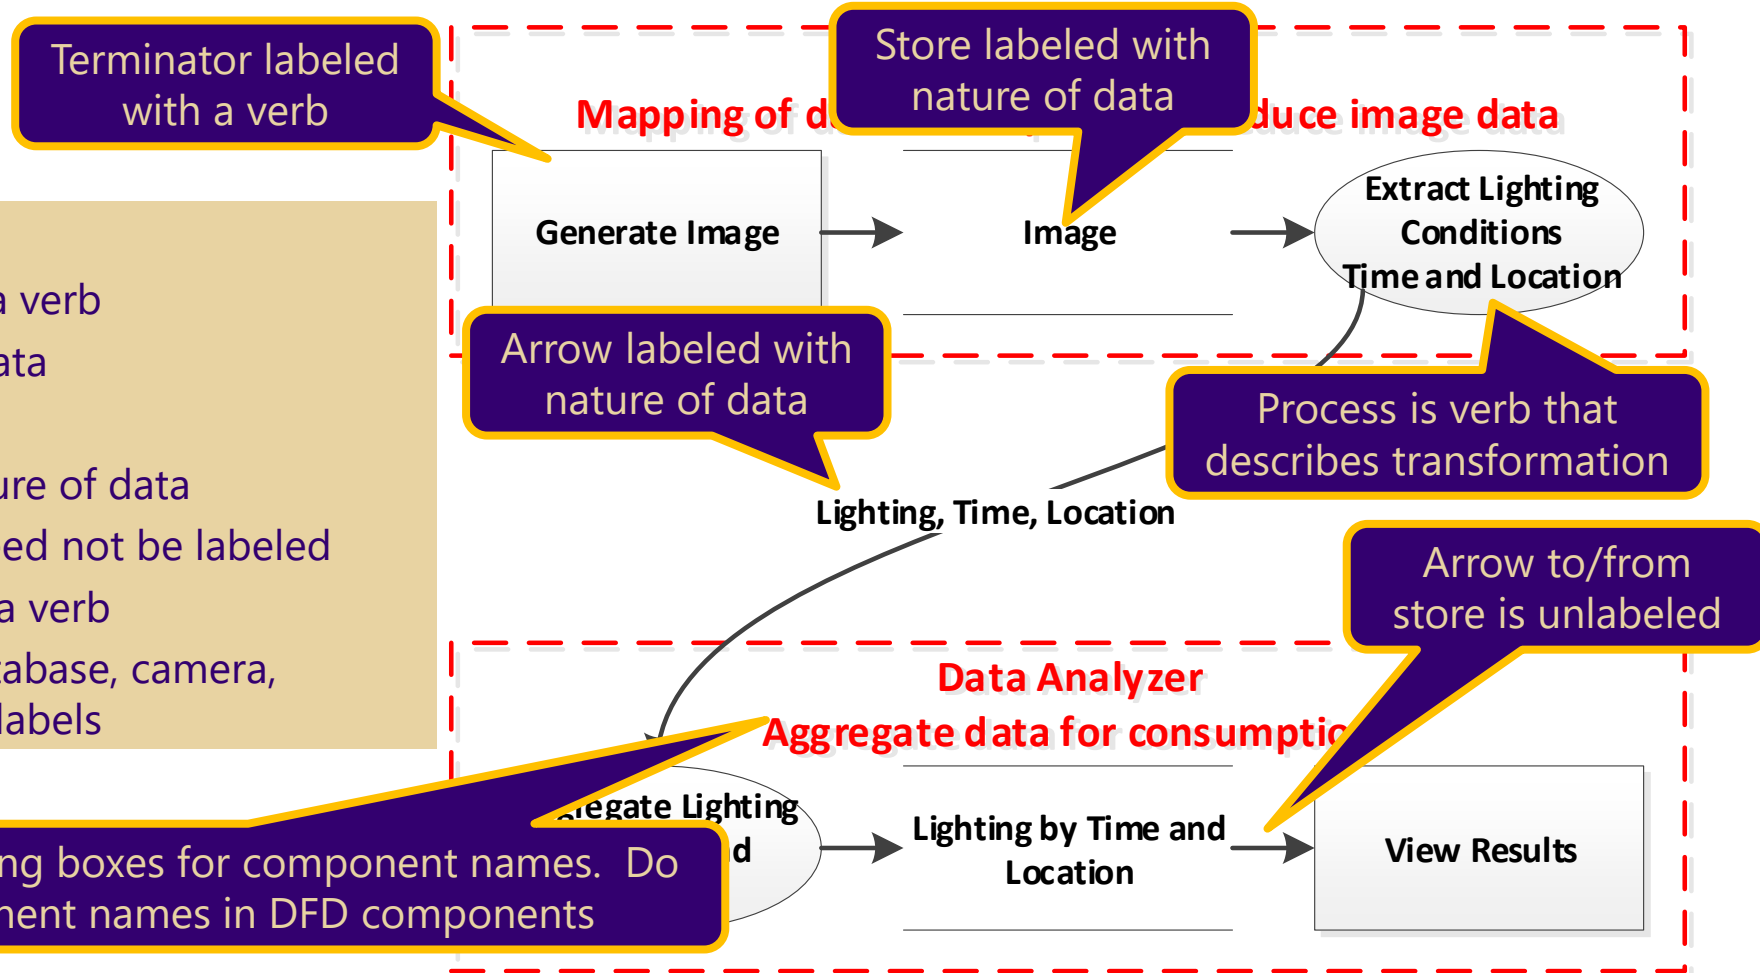 Terminator labeled
with a verb
Store labeled with
nature of data
Mapping of d
duce image data
Generate Image
Image
Extract Lighting
Conditions
Time and Location
a verb
ata
ure of data
ed not be labeled
a verb
tabase, camera,
labels
Arrow labeled with
nature of data
Process is verb that
describes transformation
Lighting, Time, Location
Arrow to/from
store is unlabeled
Data Analyzer
Aggregate data for consumptio
regate Lighting
d
Lighting by Time and
Location
View Results
ng boxes for component names. Do
nent names in DFD components